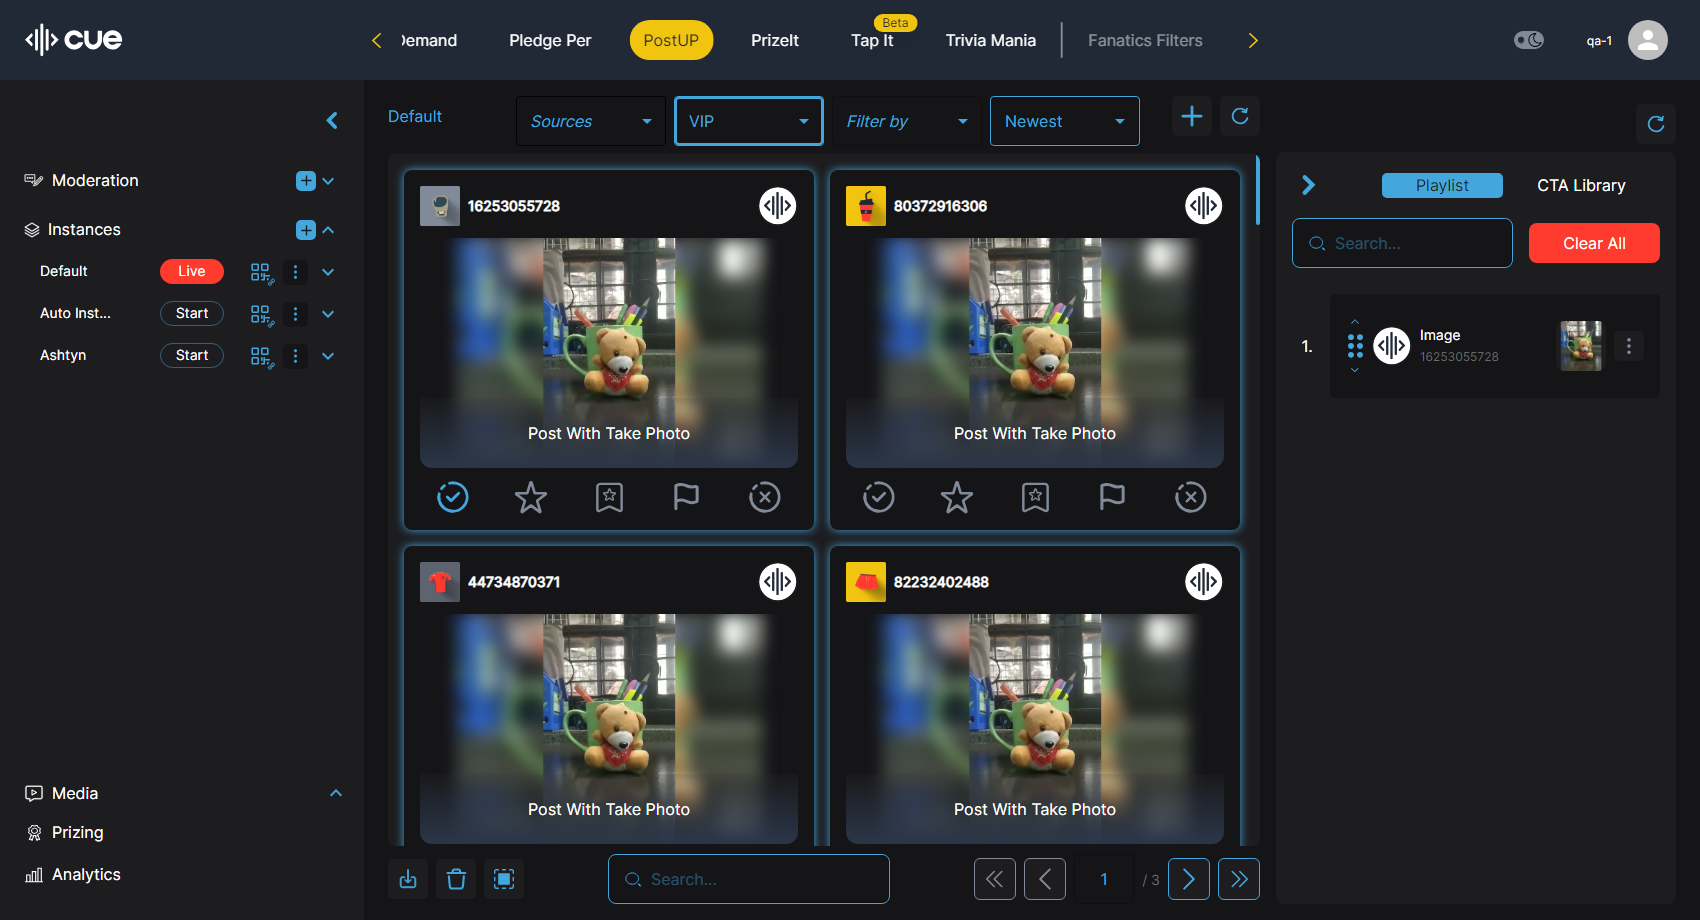 cue
Demand
Pledge Per
PostUP
PrizeIt
Tap It
Beta
Trivia Mania
Fanatics Filters
qa-1
Moderation
Instances
Default
Live
Auto Inst...
Start
Ashtyn
Start
Media
Prizing
Analytics
Default
Sources
VIP
Filter by
Newest
16253055728
Post With Take Photo
80372916306
Post With Take Photo
44734870371
Post With Take Photo
82232402488
Post With Take Photo
Search...
1
/ 3
Playlist
CTA Library
Search...
Clear All
1.
Image
16253055728